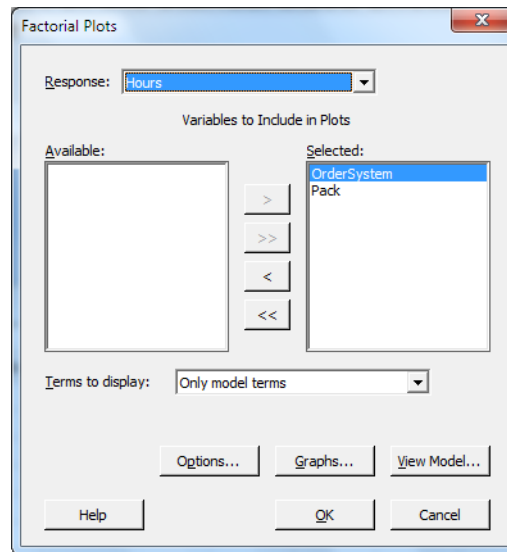 Factorial Plots
x
Response: Hours
Variables to Include in Plots
Available: Selected:
OrderSystem
Pack
>
>>
<
<<
Terms to display: Only model terms
Options... Graphs... View Model...
Help OK Cancel